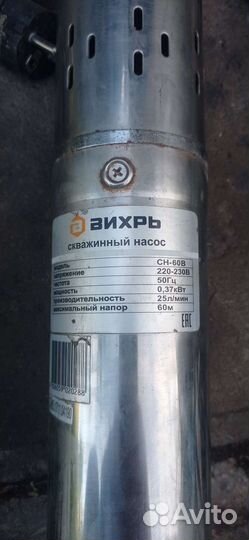 ВИХРЬ
скважинный насос
модель СН-60В
напряжение 220-230В
частота 50Гц
мощность 0,37кВт
производительность 25л/мин
максимальный напор 60м
EAC
Avito